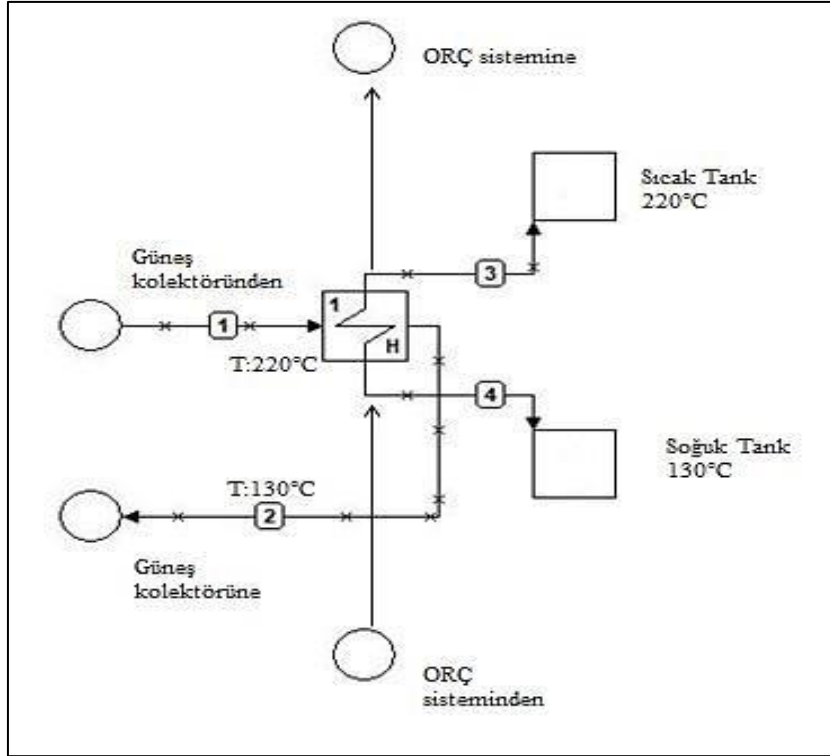 ORÇ sistemine
Sıcak Tank
220°C
Güneş
kolektöründen
3
1
1
H
T:220°C
4
Soğuk Tank
130°C
T:130°C
2
Güneş
kolektörüne
ORÇ
sisteminden